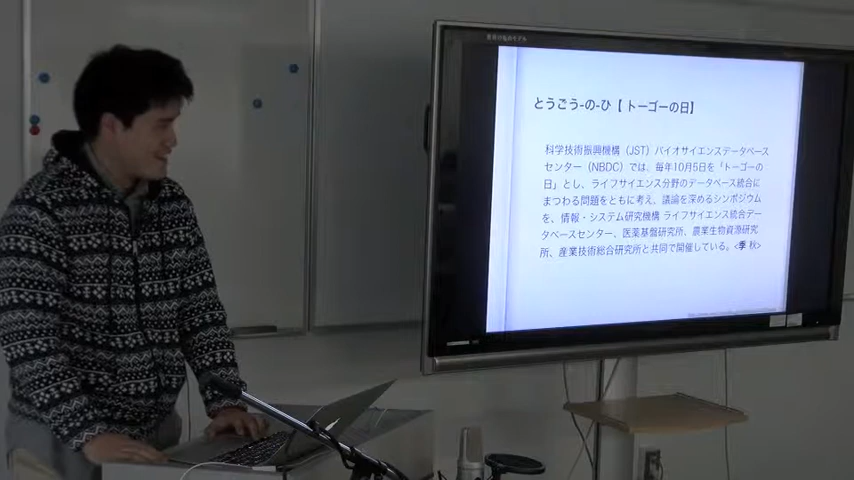 とうごう-の-ひ【 トーゴーの日】
科学技術振興機構（JST）バイオサイエンスデータベース
センター（NBDC）では、毎年10月5日を「トーゴーの
日」とし、ライフサイエンス分野のデータベース統合に
まつわる問題をともに考え、議論を深めるシンポジウム
を、情報・システム研究機構 ライフサイエンス統合デー
タベースセンター、医薬基盤研究所、農業生物資源研究
所、産業技術総合研究所と共同で開催している。<季 秋>